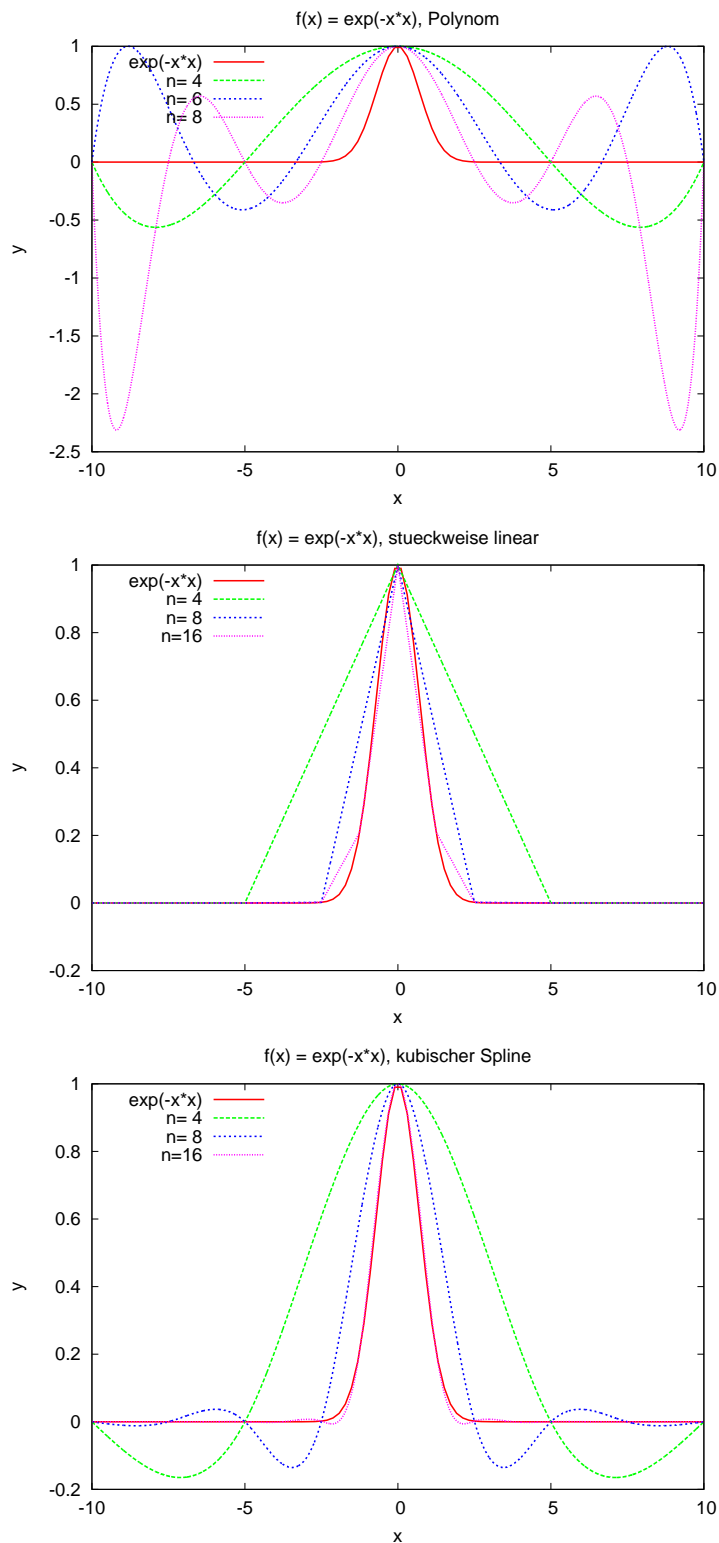 f(x) = exp(-x*x), Polynom
exp(-x*x)
n= 4
n= 6
n= 8
1
0.5
0
-0.5
-1
-1.5
-2
-2.5
y
-10 -5 0 5 10
x
f(x) = exp(-x*x), stueckweise linear
exp(-x*x)
n= 4
n= 8
n=16
1
0.8
0.6
0.4
0.2
0
-0.2
y
-10 -5 0 5 10
x
f(x) = exp(-x*x), kubischer Spline
exp(-x*x)
n= 4
n= 8
n=16
1
0.8
0.6
0.4
0.2
0
-0.2
y
-10 -5 0 5 10
x